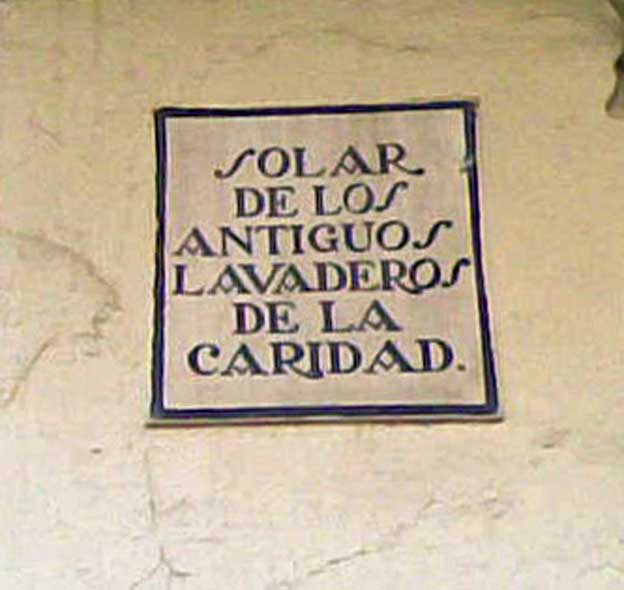 SOLAR
DE LOS
ANTIGUOS
LAVADEROS
DE LA
CARIDAD.